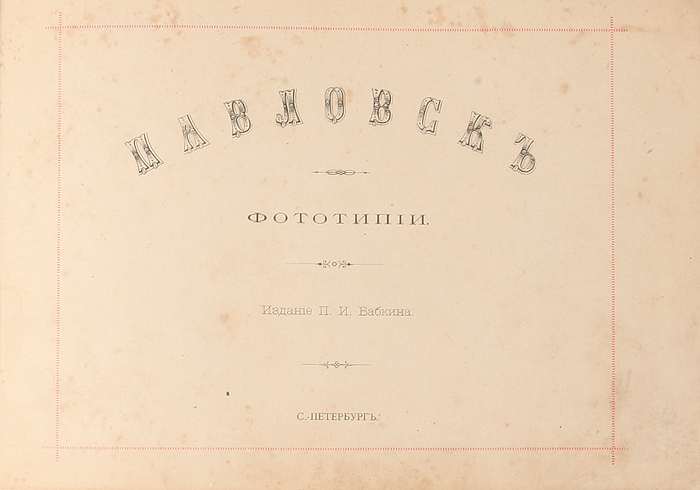 ПАВЛОВСКЪ
ФОТОТИПІИ.
Изданіе П. И. Бабкина.
С.-ПЕТЕРБУРГЪ.